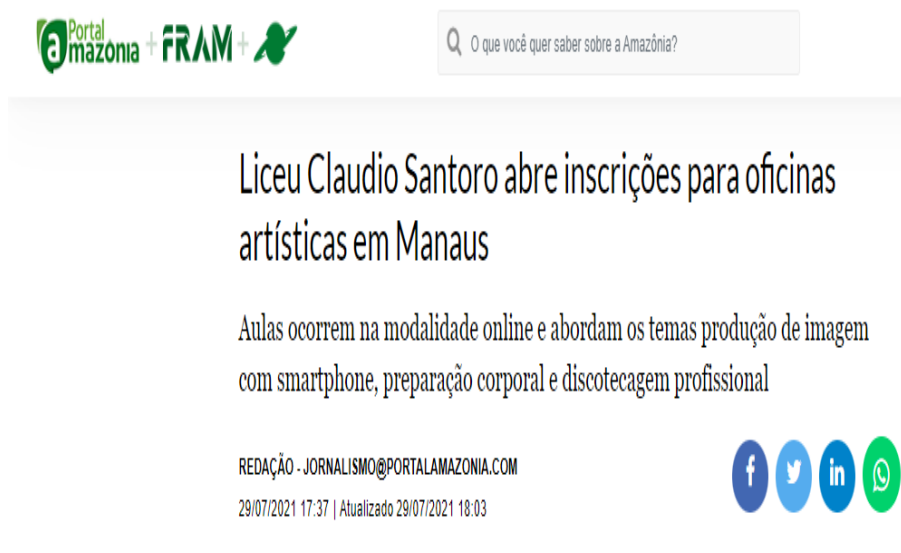 Portal
amazônia + FRAM +
O que você quer saber sobre a Amazônia?
Liceu Claudio Santoro abre inscrições para oficinas
artísticas em Manaus
Aulas ocorrem na modalidade online e abordam os temas produção de imagem
com smartphone, preparação corporal e discotecagem profissional
REDAÇÃO - JORNALISMO@PORTALAMAZONIA.COM
29/07/2021 17:37 | Atualizado 29/07/2021 18:03